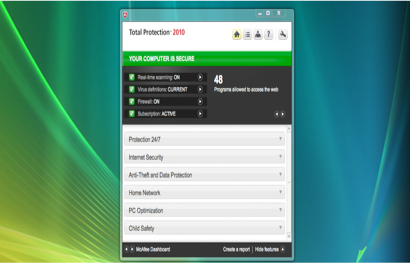 Total Protection™ 2010
YOUR COMPUTER IS SECURE
Real-time scanning: ON
Virus definitions: CURRENT
Firewall: ON
Subscription: ACTIVE
48
Programs allowed to access the web
Protection 24/7
Internet Security
Anti-Theft and Data Protection
Home Network
PC Optimization
Child Safety
McAfee Dashboard
Create a report | Hide features